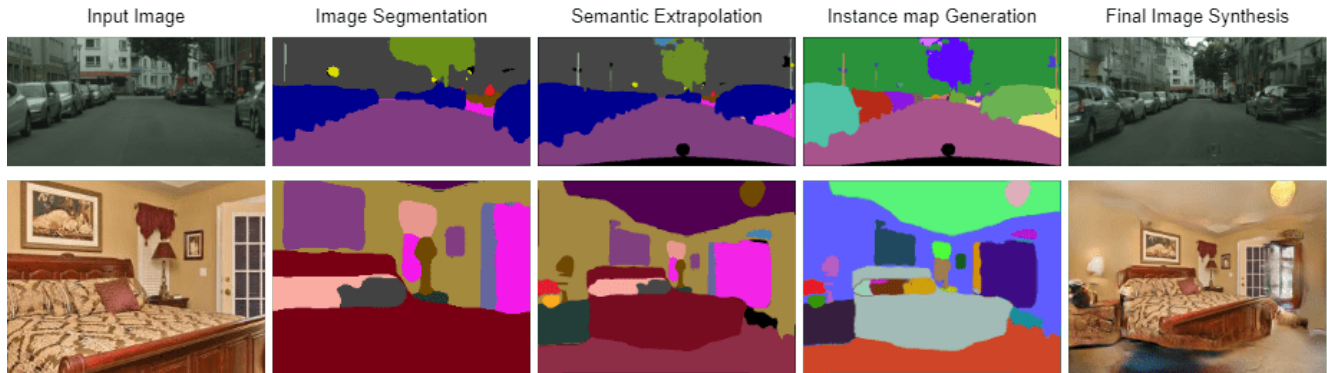 Input Image
Image Segmentation
Semantic Extrapolation
Instance map Generation
Final Image Synthesis